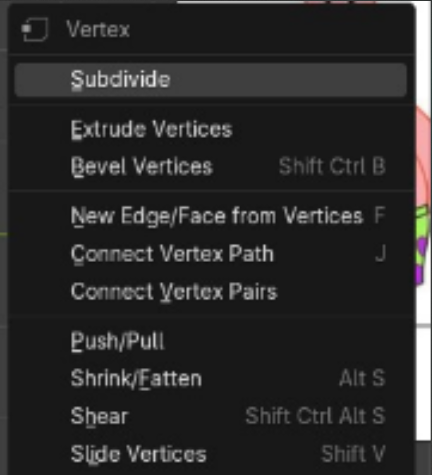 Vertex
Subdivide
Extrude Vertices
Bevel Vertices Shift Ctrl B
New Edge/Face from Vertices F
Connect Vertex Path J
Connect Vertex Pairs
Push/Pull
Shrink/Fatten Alt S
Shear Shift Ctrl Alt S
Slide Vertices Shift V